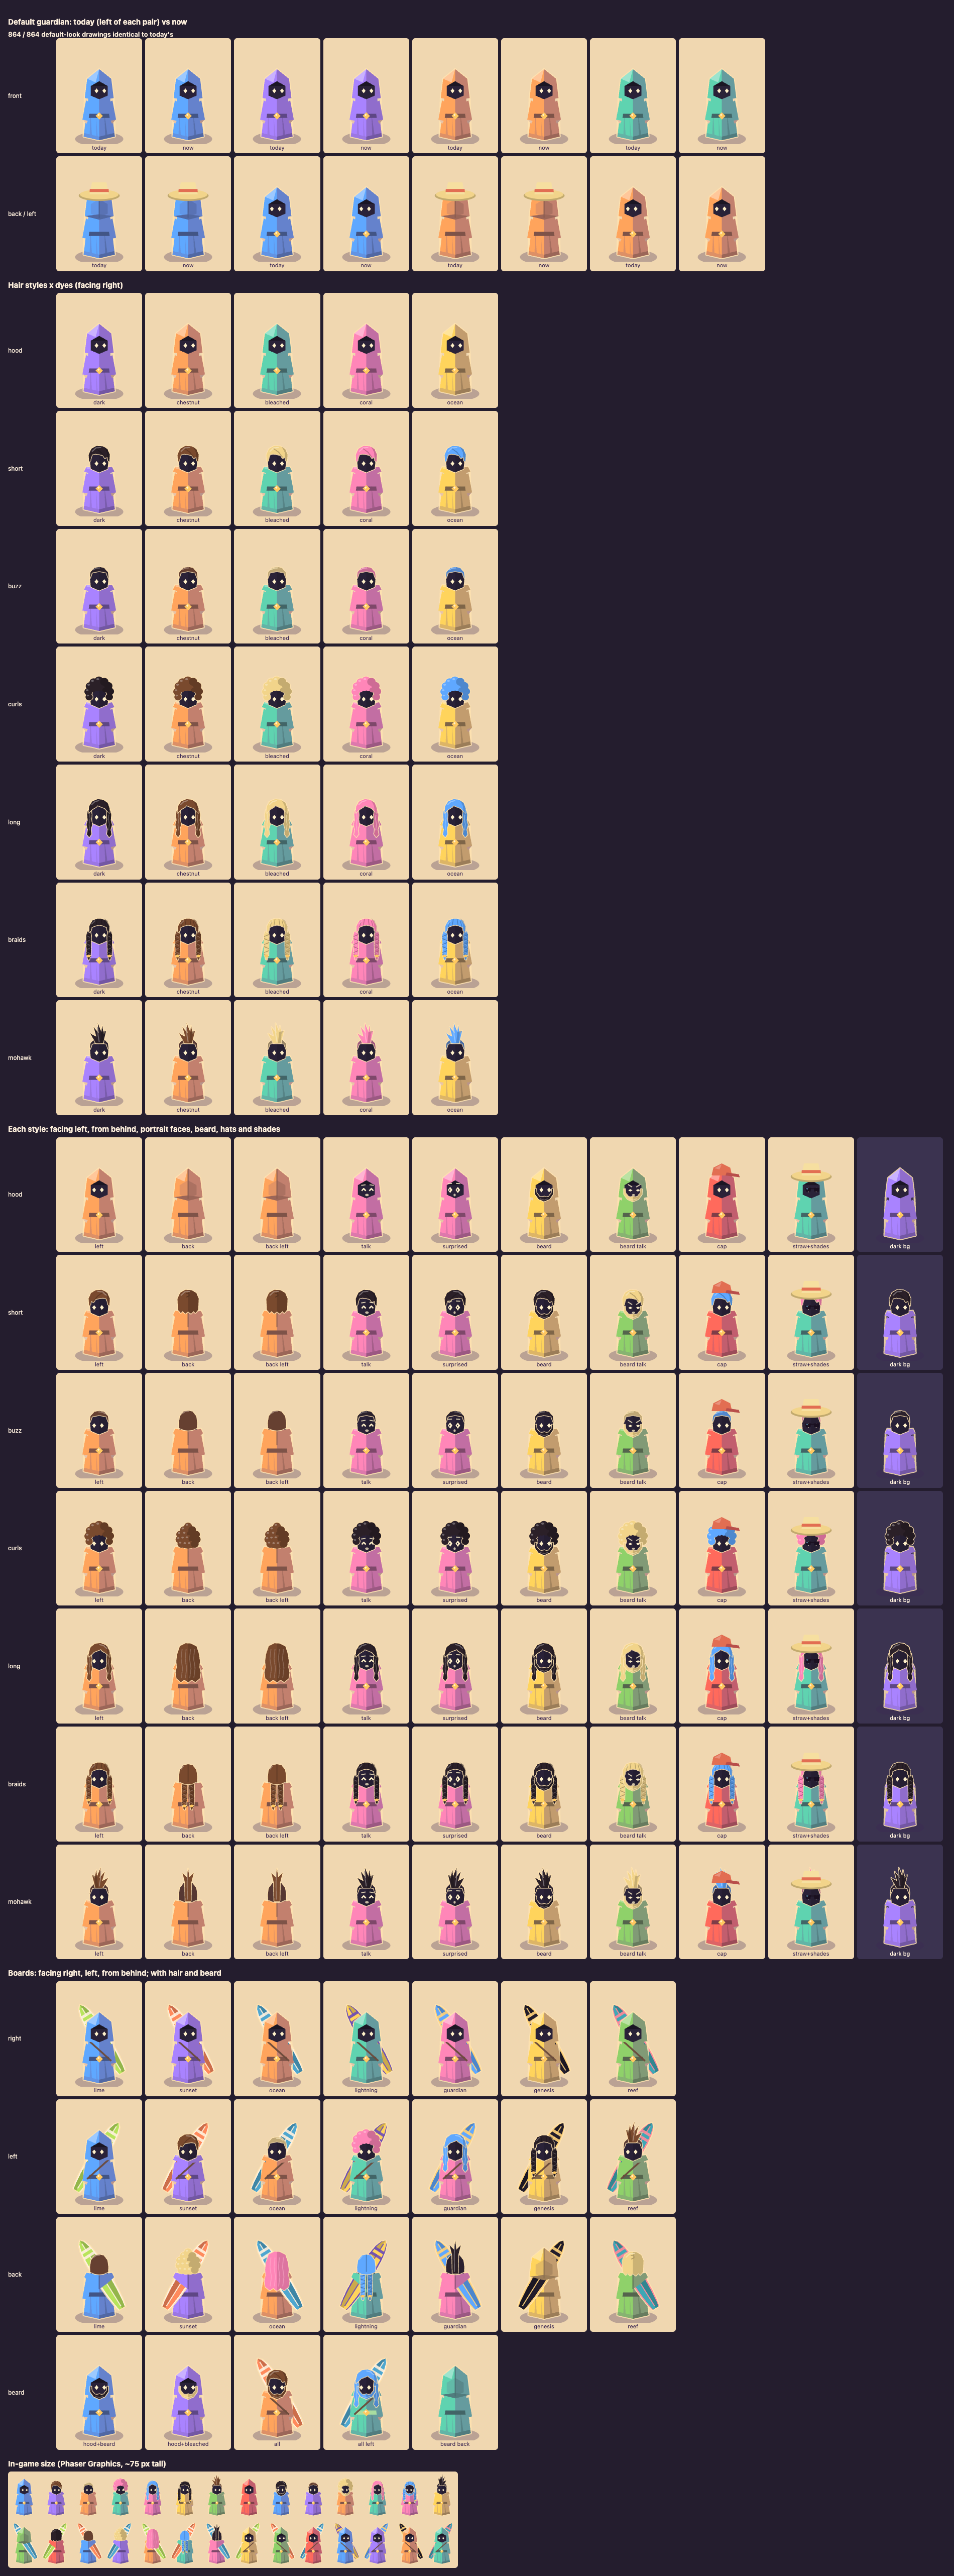 Default guardian: today (left of each pair) vs now
864 / 864 default-look drawings identical to today's
front
today now today now today now today now
back / left
today now today now today now today now
Hair styles x dyes (facing right)
hood
dark chestnut bleached coral ocean
short
dark chestnut bleached coral ocean
buzz
dark chestnut bleached coral ocean
curls
dark chestnut bleached coral ocean
long
dark chestnut bleached coral ocean
braids
dark chestnut bleached coral ocean
mohawk
dark chestnut bleached coral ocean
Each style: facing left, from behind, portrait faces, beard, hats and shades
hood
left back back left talk surprised beard beard talk cap straw+shades dark bg
short
left back back left talk surprised beard beard talk cap straw+shades dark bg
buzz
left back back left talk surprised beard beard talk cap straw+shades dark bg
curls
left back back left talk surprised beard beard talk cap straw+shades dark bg
long
left back back left talk surprised beard beard talk cap straw+shades dark bg
braids
left back back left talk surprised beard beard talk cap straw+shades dark bg
mohawk
left back back left talk surprised beard beard talk cap straw+shades dark bg
Boards: facing right, left, from behind; with hair and beard
right
lime sunset ocean lightning guardian genesis reef
left
lime sunset ocean lightning guardian genesis reef
back
lime sunset ocean lightning guardian genesis reef
beard
hood+beard hood+bleached all all left beard back
In-game size (Phaser Graphics, ~75 px tall)